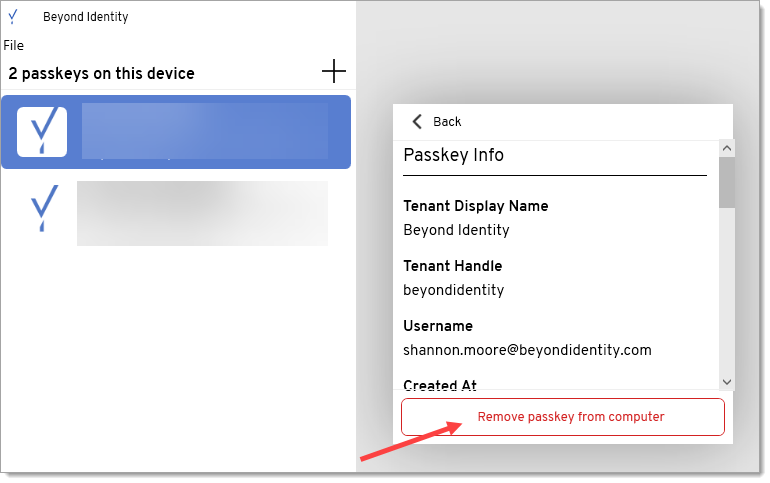 Beyond Identity
File
2 passkeys on this device
Back
Passkey Info
Tenant Display Name
Beyond Identity
Tenant Handle
beyondidentity
Username
shannon.moore@beyondidentity.com
Created At
Remove passkey from computer